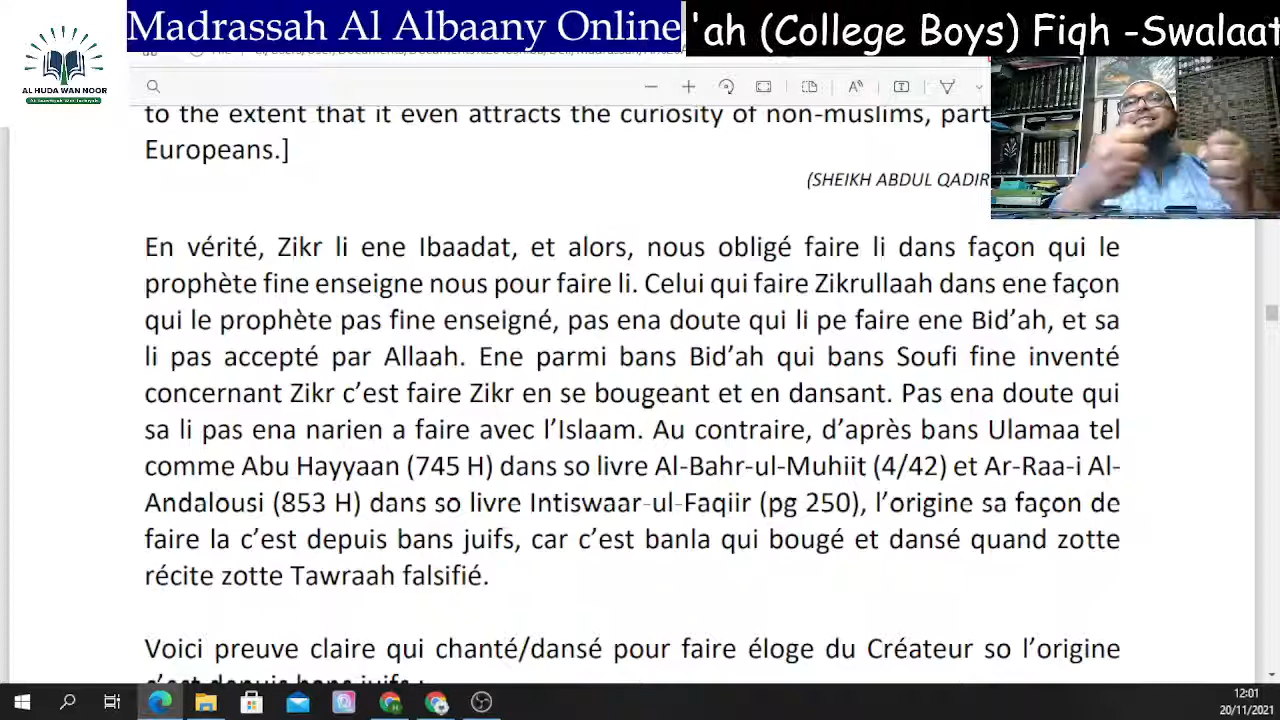 Madrassah Al Albaany Online
'ah (College Boys) Fiqh -Swalaat
AL HUDA WAN NOOR
to the extent that it even attracts the curiosity of non-muslims, part
Europeans.]
(SHEIKH ABDUL QADIR
En vérité, Zikr li ene Ibaadat, et alors, nous obligé faire li dans façon qui le
prophète fine enseigne nous pour faire li. Celui qui faire Zikrullaah dans ene façon
qui le prophète pas fine enseigné, pas ena doute qui li pe faire ene Bid’ah, et sa
li pas accepté par Allaah. Ene parmi bans Bid’ah qui bans Soufi fine inventé
concernant Zikr c’est faire Zikr en se bougeant et en dansant. Pas ena doute qui
sa li pas ena narien a faire avec l’Islaam. Au contraire, d’après bans Ulamaa tel
comme Abu Hayyaan (745 H) dans so livre Al-Bahr-ul-Muhiit (4/42) et Ar-Raa-i Al-
Andalousi (853 H) dans so livre Intiswaar-ul-Faqiir (pg 250), l’origine sa façon de
faire la c’est depuis bans juifs, car c’est banla qui bougé et dansé quand zotte
récite zotte Tawraah falsifié.
Voici preuve claire qui chanté/dansé pour faire éloge du Créateur so l’origine
c’est depuis bans juifs :
12:01
20/11/2021